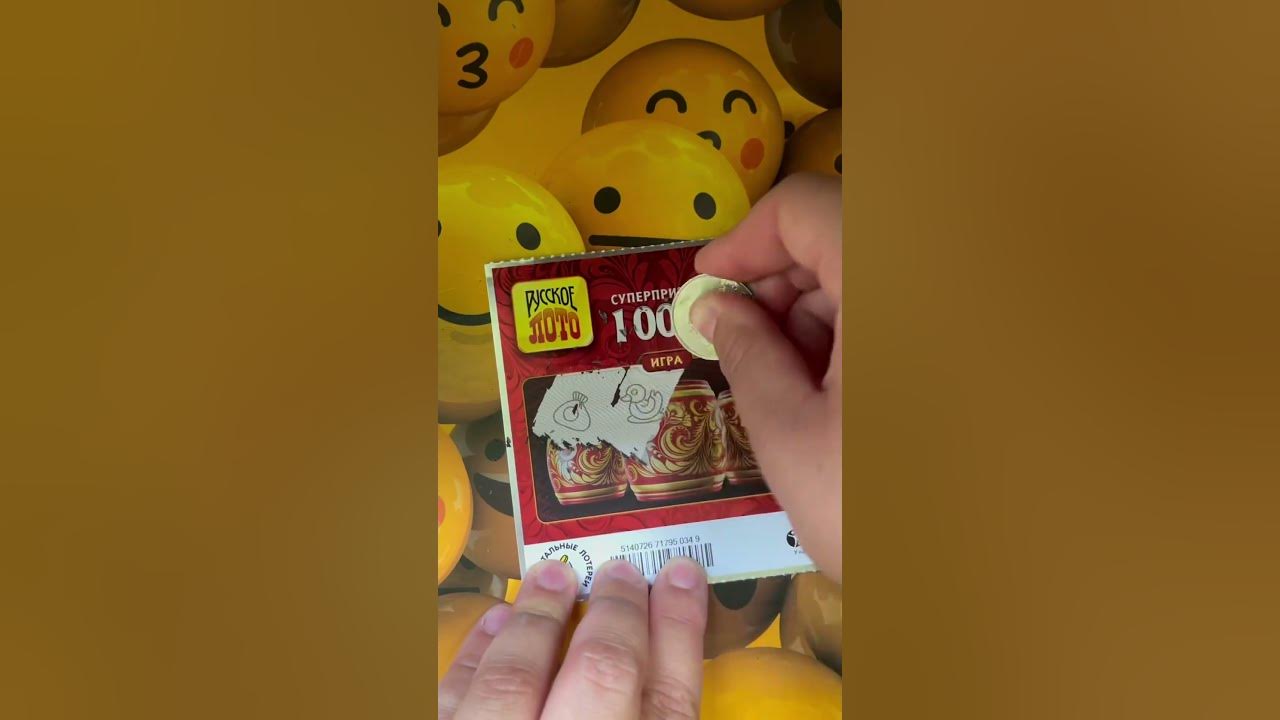 РУССКОЕ
ЛОТО
СУПЕРПРИ
100
ИГРА
5140726 71795 034 9
ТАЛЬНЫЕ ЛОТЕРЕИ